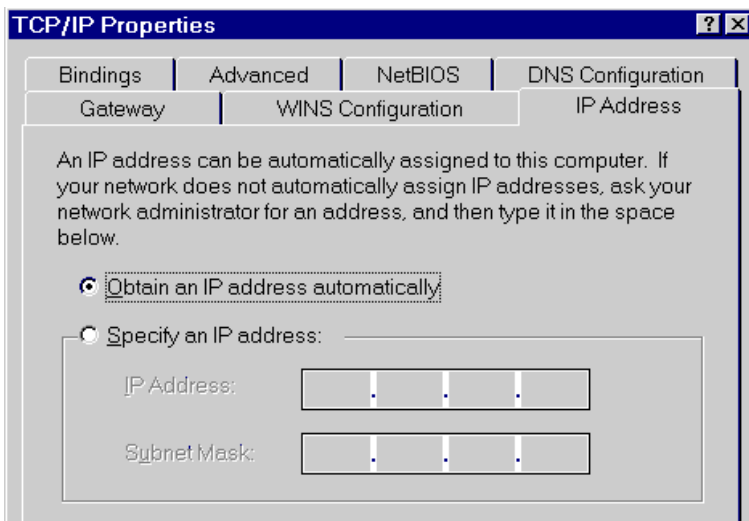 TCP/IP Properties
Bindings Advanced NetBIOS DNS Configuration
Gateway WINS Configuration IP Address
An IP address can be automatically assigned to this computer. If
your network does not automatically assign IP addresses, ask your
network administrator for an address, and then type it in the space
below.
Obtain an IP address automatically
Specify an IP address:
IP Address:
Subnet Mask: